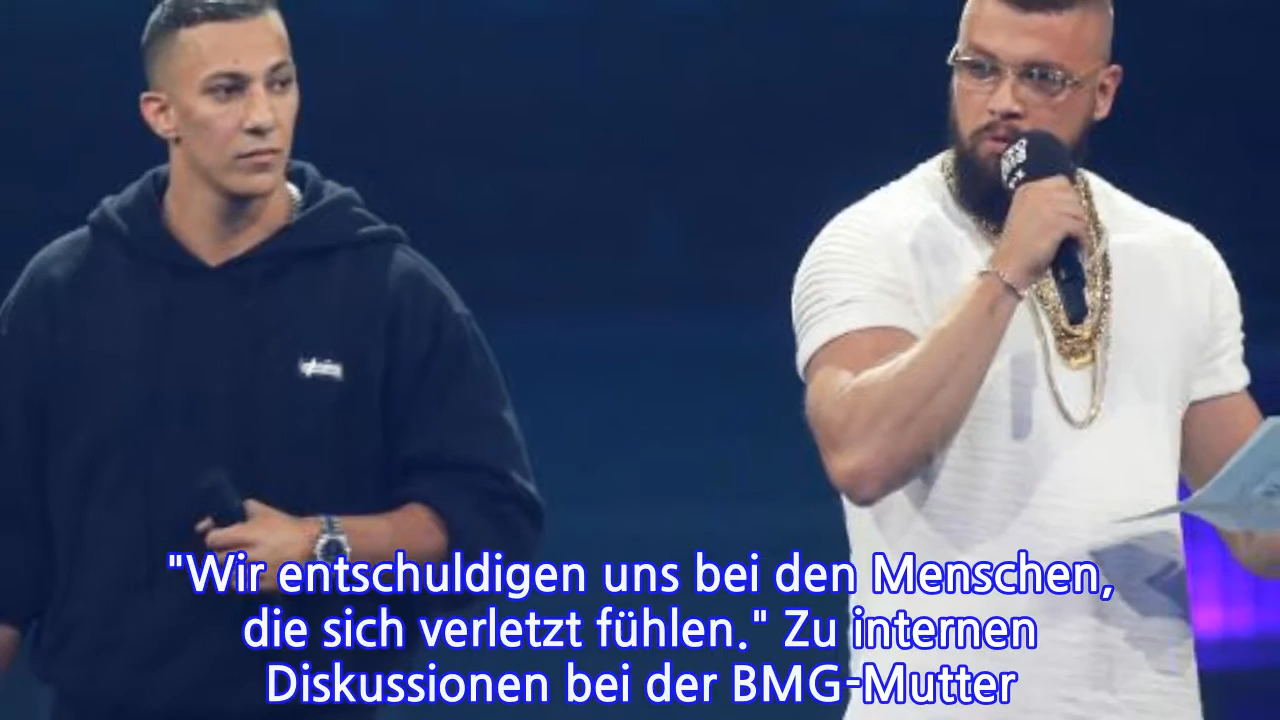 "Wir entschuldigen uns bei den Menschen,
die sich verletzt fühlen." Zu internen
Diskussionen bei der BMG-Mutter